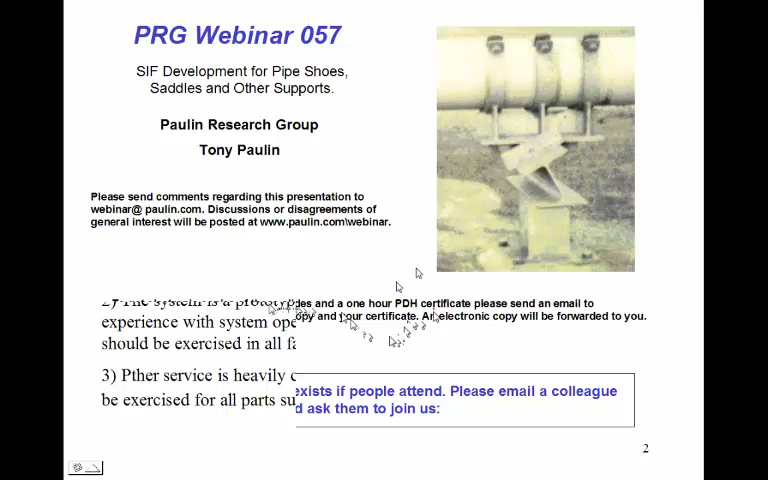 PRG Webinar 057
SIF Development for Pipe Shoes,
Saddles and Other Supports.
Paulin Research Group
Tony Paulin
Please send comments regarding this presentation to
webinar@ paulin.com. Discussions or disagreements of
general interest will be posted at www.paulin.com\webinar.
des and a one hour PDH certificate please send an email to
experience with system ope
opy and your certificate. An electronic copy will be forwarded to you.
should be exercised in all fa
3) Pther service is heavily c
exists if people attend. Please email a colleague
be exercised for all parts su
d ask them to join us:
2